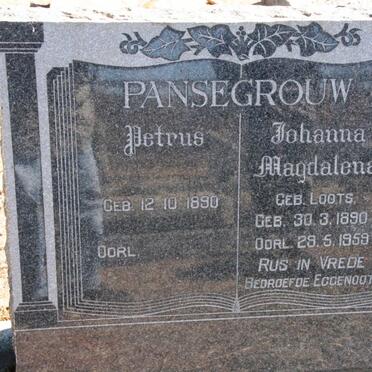 PANSEGROUW
Petrus
GEB. 12.10.1890
OORL.
Johanna
Magdalena
GEB. LOOTS,
GEB. 30.3.1890
OORL. 29.5.1959
RUS IN VREDE
BEDROEFDE EGGENOOT